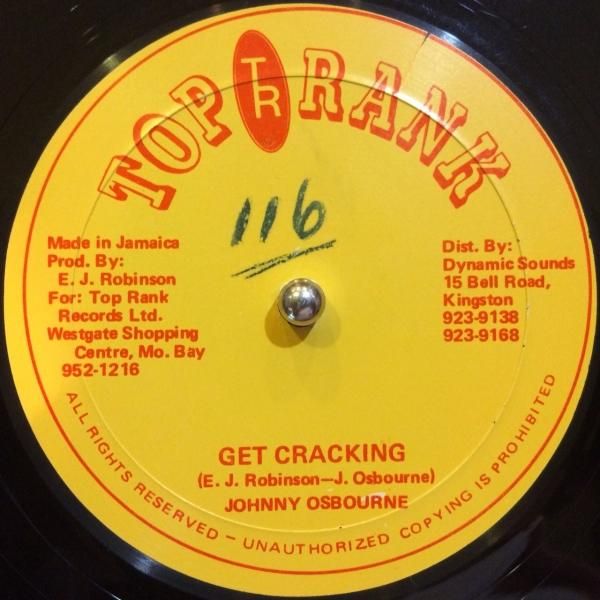 TOP TR RANK
116
Made in Jamaica
Prod. By:
E. J. Robinson
For: Top Rank
Records Ltd.
Westgate Shopping
Centre, Mo. Bay
952-1216
Dist. By:
Dynamic Sounds
15 Bell Road,
Kingston
923-9138
923-9168
GET CRACKING
(E. J. Robinson—J. Osbourne)
JOHNNY OSBOURNE
ALL RIGHTS RESERVED – UNAUTHORIZED COPYING IS PROHIBITED